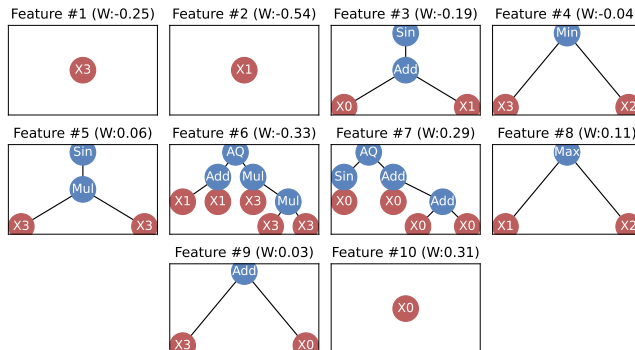 Feature #1 (W:-0.25)
X3
Feature #2 (W:-0.54)
X1
Feature #3 (W:-0.19)
Sin
Add
X0 X1
Feature #4 (W:-0.04
Min
X3 X2
Feature #5 (W:0.06)
Sin
Mul
X3 X3
Feature #6 (W:-0.33)
AQ
Add Mul
X1 X1 X3 Mul
X3 X3
Feature #7 (W:0.29)
AQ
Sin Add
X0 X0 Add
X0 X0
Feature #8 (W:0.11)
Max
X1 X2
Feature #9 (W:0.03)
Add
X3 X0
Feature #10 (W:0.31)
X0